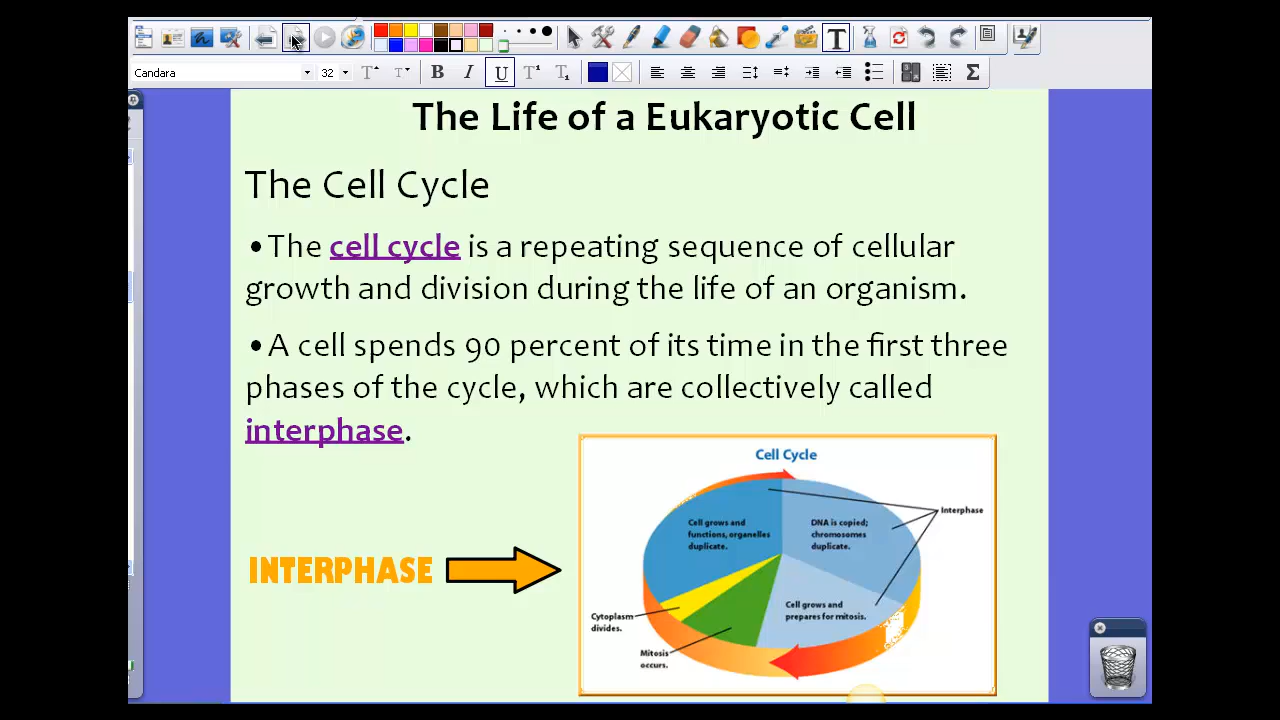 Candara
32
B
I
U
T
The Life of a Eukaryotic Cell
The Cell Cycle
•The cell cycle is a repeating sequence of cellular
growth and division during the life of an organism.
•A cell spends 90 percent of its time in the first three
phases of the cycle, which are collectively called
interphase.
INTERPHASE
Cell Cycle
Interphase
Cell grows and
functions, organelles
duplicate.
DNA is copied;
chromosomes
duplicate.
Cell grows and
prepares for mitosis.
Cytoplasm
divides.
Mitosis
occurs.